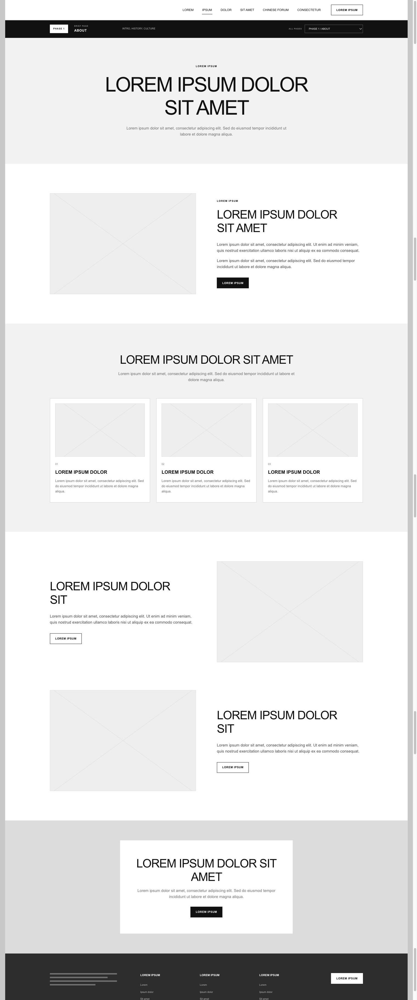 LOREM IPSUM DOLOR SIT AMET CHINESE FORUM CONSECTETUR LOREM IPSUM
PHASE 1
BRIEF PAGE
ABOUT
INTRO, HISTORY, CULTURE
ALL PAGES
PHASE 1 / ABOUT
LOREM IPSUM
LOREM IPSUM DOLOR
SIT AMET
Lorem ipsum dolor sit amet, consectetur adipiscing elit. Sed do eiusmod tempor incididunt ut
labore et dolore magna aliqua.
LOREM IPSUM
LOREM IPSUM DOLOR
SIT AMET
Lorem ipsum dolor sit amet, consectetur adipiscing elit. Ut enim ad minim veniam,
quis nostrud exercitation ullamco laboris nisi ut aliquip ex ea commodo consequat.
Lorem ipsum dolor sit amet, consectetur adipiscing elit. Sed do eiusmod tempor
incididunt ut labore et dolore magna aliqua.
LOREM IPSUM
LOREM IPSUM DOLOR SIT AMET
Lorem ipsum dolor sit amet, consectetur adipiscing elit. Sed do eiusmod tempor incididunt ut labore et
dolore magna aliqua.
01
LOREM IPSUM DOLOR
Lorem ipsum dolor sit amet, consectetur adipiscing elit. Sed
do eiusmod tempor incididunt ut labore et dolore magna
aliqua.
02
LOREM IPSUM DOLOR
Lorem ipsum dolor sit amet, consectetur adipiscing elit. Sed
do eiusmod tempor incididunt ut labore et dolore magna
aliqua.
03
LOREM IPSUM DOLOR
Lorem ipsum dolor sit amet, consectetur adipiscing elit. Sed
do eiusmod tempor incididunt ut labore et dolore magna
aliqua.
LOREM IPSUM DOLOR
SIT
Lorem ipsum dolor sit amet, consectetur adipiscing elit. Ut enim ad minim veniam,
quis nostrud exercitation ullamco laboris nisi ut aliquip ex ea commodo consequat.
LOREM IPSUM
LOREM IPSUM DOLOR
SIT
Lorem ipsum dolor sit amet, consectetur adipiscing elit. Ut enim ad minim veniam,
quis nostrud exercitation ullamco laboris nisi ut aliquip ex ea commodo consequat.
LOREM IPSUM
LOREM IPSUM DOLOR SIT
AMET
Lorem ipsum dolor sit amet, consectetur adipiscing elit. Sed do eiusmod tempor
incididunt ut labore et dolore magna aliqua.
LOREM IPSUM
LOREM IPSUM
Lorem
Ipsum dolor
Sit amet
LOREM IPSUM
Lorem
Ipsum dolor
Sit amet
LOREM IPSUM
Lorem
Ipsum dolor
Sit amet
LOREM IPSUM